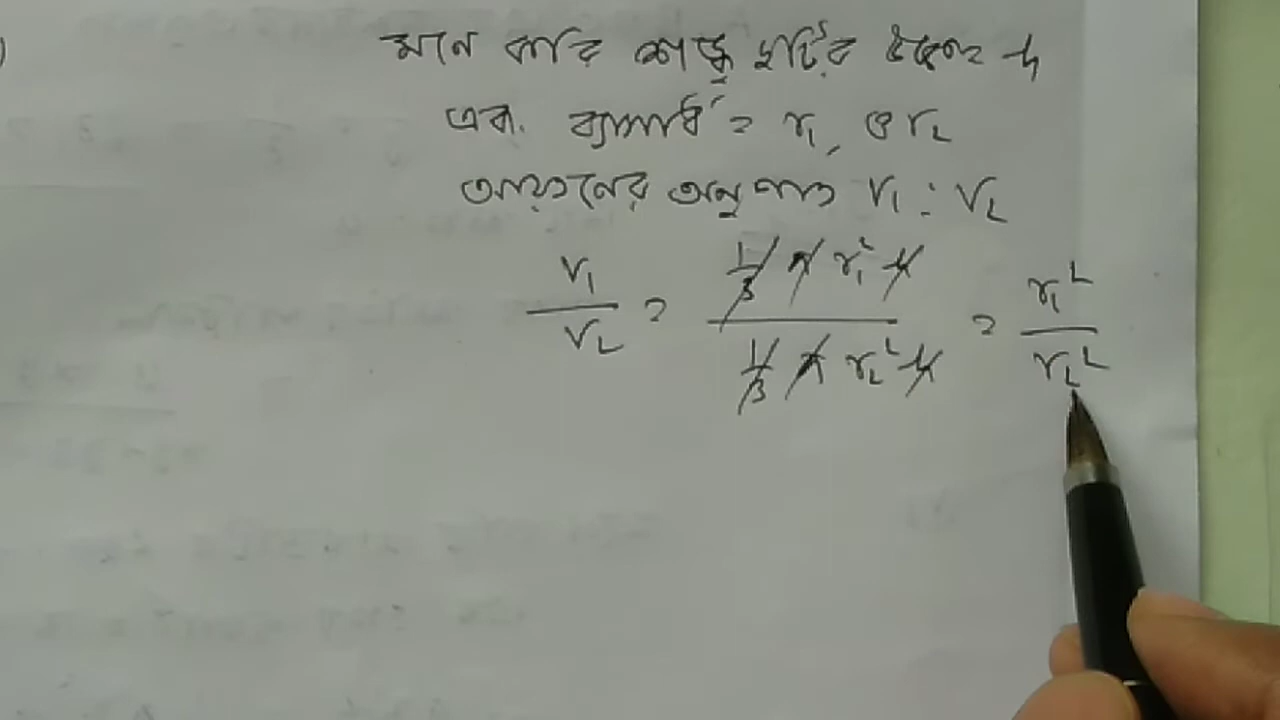 মনে করি শঙ্কু দুটির উচ্চতা h
এবং ব্যাসার্ধ = r₁, ও r₂
আয়তনের অনুপাত V₁ : V₂
V₁/V₂ = (1/3 π r₁² h)/(1/3 π r₂² h) = r₁²/r₂²